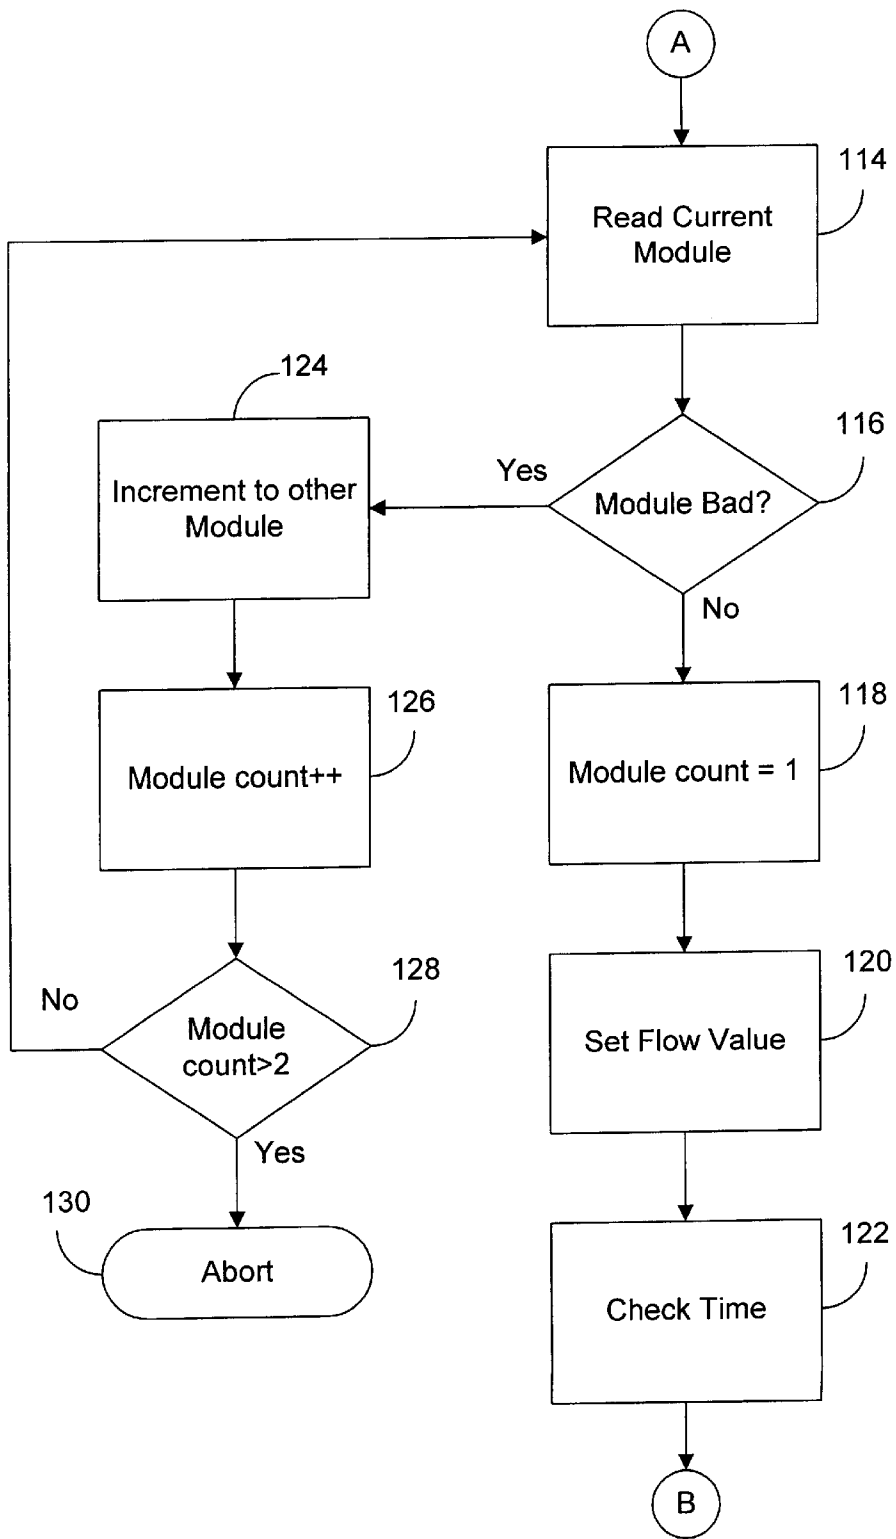 A
114
Read Current
Module
124
116
Yes
Increment to other
Module
Module Bad?
No
126
118
Module count++
Module count = 1
128
120
No
Module
count>2
Set Flow Value
Yes
130
122
Abort
Check Time
B